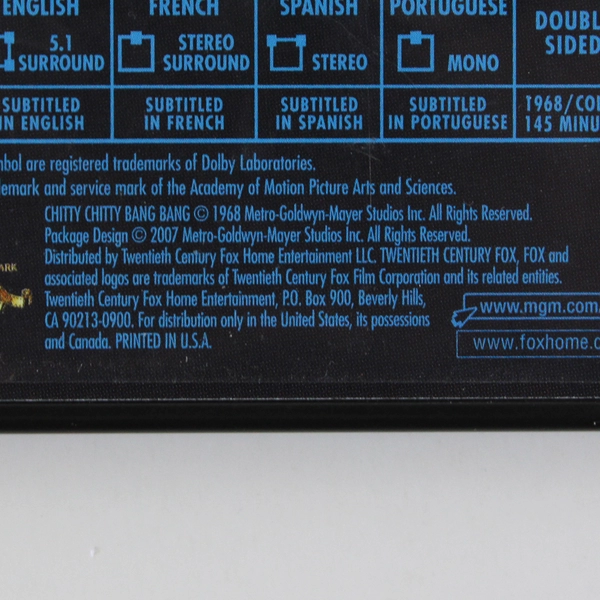 ENGLISH FRENCH SPANISH PORTUGUESE
5.1 SURROUND STEREO SURROUND STEREO MONO
SUBTITLED IN ENGLISH SUBTITLED IN FRENCH SUBTITLED IN SPANISH SUBTITLED IN PORTUGUESE 1968/
145
are registered trademarks of Dolby Laboratories.
and service mark of the Academy of Motion Picture Arts and Sciences.
CHITTY CHITTY BANG BANG © 1968 Metro-Goldwyn-Mayer Studios Inc. All Rights Reserved.
Package Design © 2007 Metro-Goldwyn-Mayer Studios Inc. All Rights Reserved.
Distributed by Twentieth Century Fox Home Entertainment LLC. TWENTIETH CENTURY FOX, FOX and
associated logos are trademarks of Twentieth Century Fox Film Corporation and its related entities.
Twentieth Century Fox Home Entertainment, P.O. Box 900, Beverly Hills,
CA 90213-0900. For distribution only in the United States, its possessions
and Canada. PRINTED IN U.S.A.
www.mgm.com/
www.foxhome.c